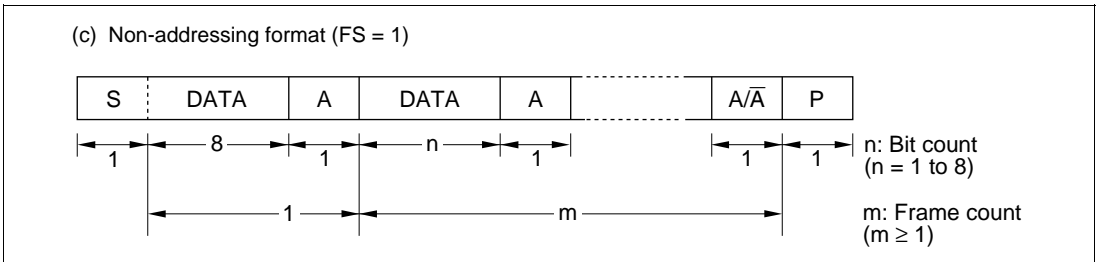 (c) Non-addressing format (FS = 1)
S DATA A DATA A A/A̅ P
1 8 1 n 1 1 1
n: Bit count
(n = 1 to 8)
1 m
m: Frame count
(m ≥ 1)